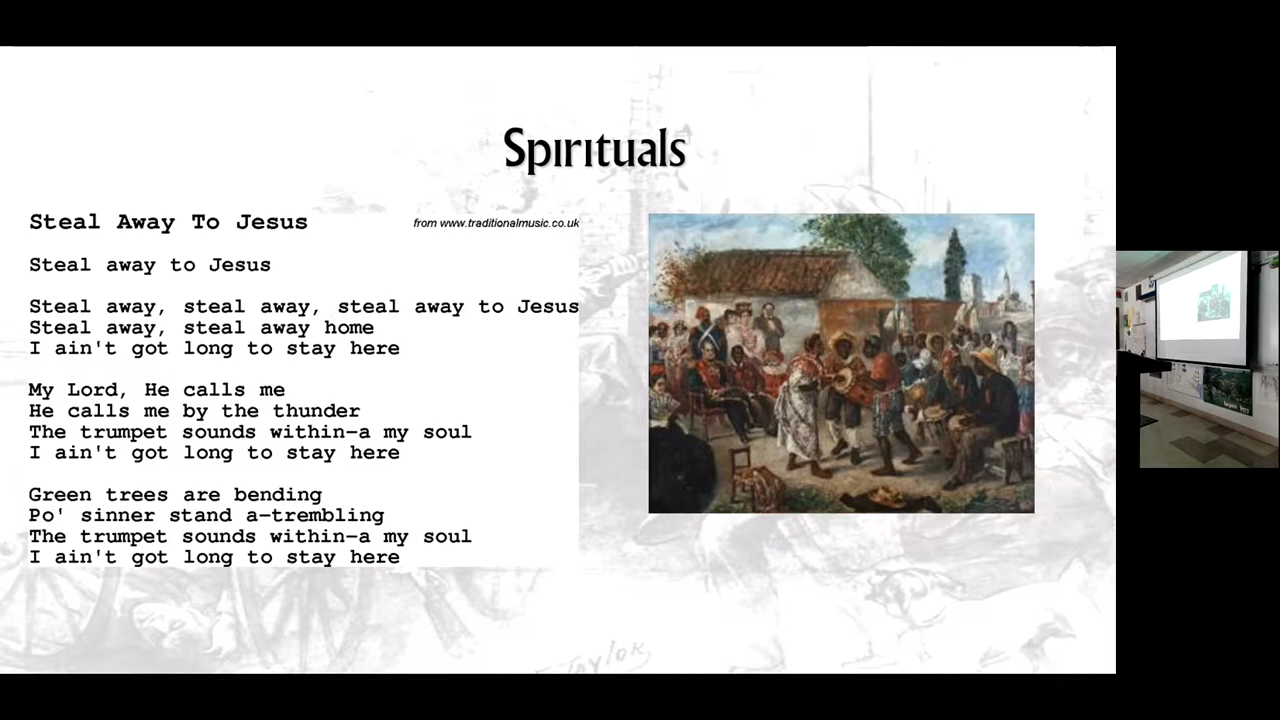 Spirituals
Steal Away To Jesus
from www.traditionalmusic.co.uk
Steal away to Jesus
Steal away, steal away, steal away to Jesus
Steal away, steal away home
I ain't got long to stay here
My Lord, He calls me
He calls me by the thunder
The trumpet sounds within-a my soul
I ain't got long to stay here
Green trees are bending
Po' sinner stand a-trembling
The trumpet sounds within-a my soul
I ain't got long to stay here
Taylor